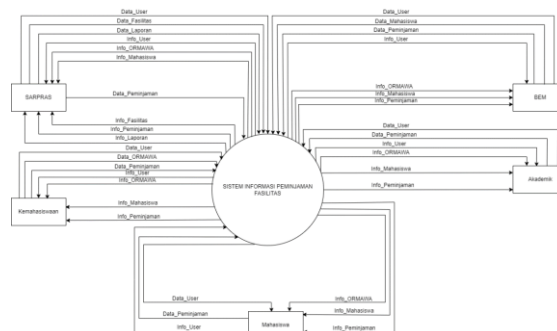 Data_User
Data_Fasilitas
Data_Laporan
Info_User
Info_ORMAWA
Info_Mahasiswa
SARPRAS
Data_Peminjaman
Info_Fasilitas
Info_Peminjaman
Info_Laporan
Data_User
Data_ORMAWA
Data_Peminjaman
Info_User
Info_ORMAWA
Kemahasiswaan
Info_Mahasiswa
Info_Peminjaman
SISTEM INFORMASI PEMINJAMAN
FASILITAS
Data_User
Data_Mahasiswa
Data_Peminjaman
Info_User
BEM
Info_ORMAWA
Info_Mahasiswa
Info_Peminjaman
Data_User
Data_Peminjaman
Info_User
Info_ORMAWA
Info_Mahasiswa
Akademik
Info_Peminjaman
Data_User
Data_Peminjaman
Info_User
Mahasiswa
Info_ORMAWA
Info_Mahasiswa
Info_Peminjaman